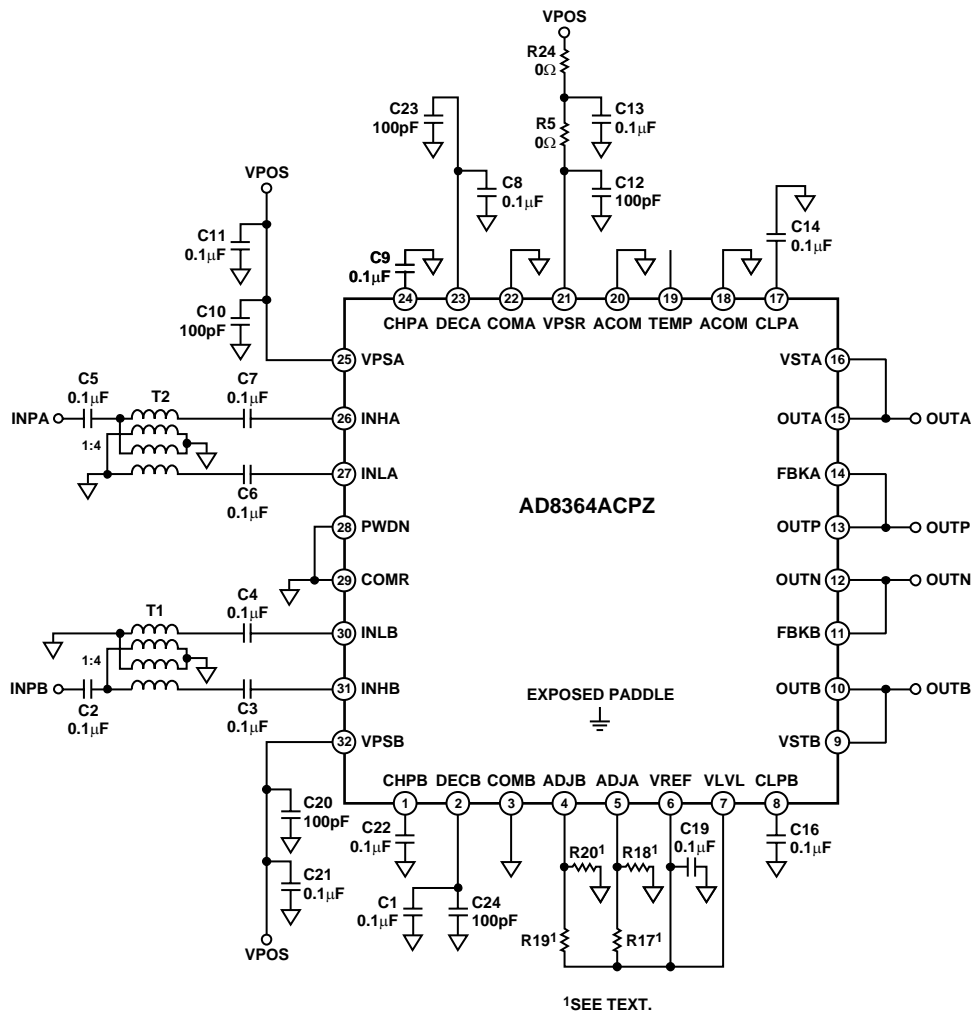 VPOS
R24
0Ω
C23
100pF
C13
0.1µF
R5
0Ω
VPOS
C8
0.1µF
C12
100pF
C11
0.1µF
C14
0.1µF
C9
0.1µF
C10
100pF
24 23 22 21 20 19 18 17
CHPA DECA COMA VPSR ACOM TEMP ACOM CLPA
25 VPSA
VSTA 16
C5
0.1µF
T2
C7
0.1µF
INPA
26 INHA
OUTA 15
OUTA
1:4
27 INLA
FBKA 14
C6
0.1µF
AD8364ACPZ
28 PWDN
OUTP 13
OUTP
29 COMR
OUTN 12
OUTN
C4
0.1µF
T1
30 INLB
FBKB 11
1:4
INPB
31 INHB
EXPOSED PADDLE
OUTB 10
OUTB
C2
0.1µF
C3
0.1µF
32 VPSB
VSTB 9
CHPB DECB COMB ADJB ADJA VREF VLVL CLPB
1 2 3 4 5 6 7 8
C20
100pF
C22
0.1µF
C19
0.1µF
C16
0.1µF
R20¹
R18¹
C21
0.1µF
C1
0.1µF
C24
100pF
R19¹
R17¹
VPOS
¹SEE TEXT.